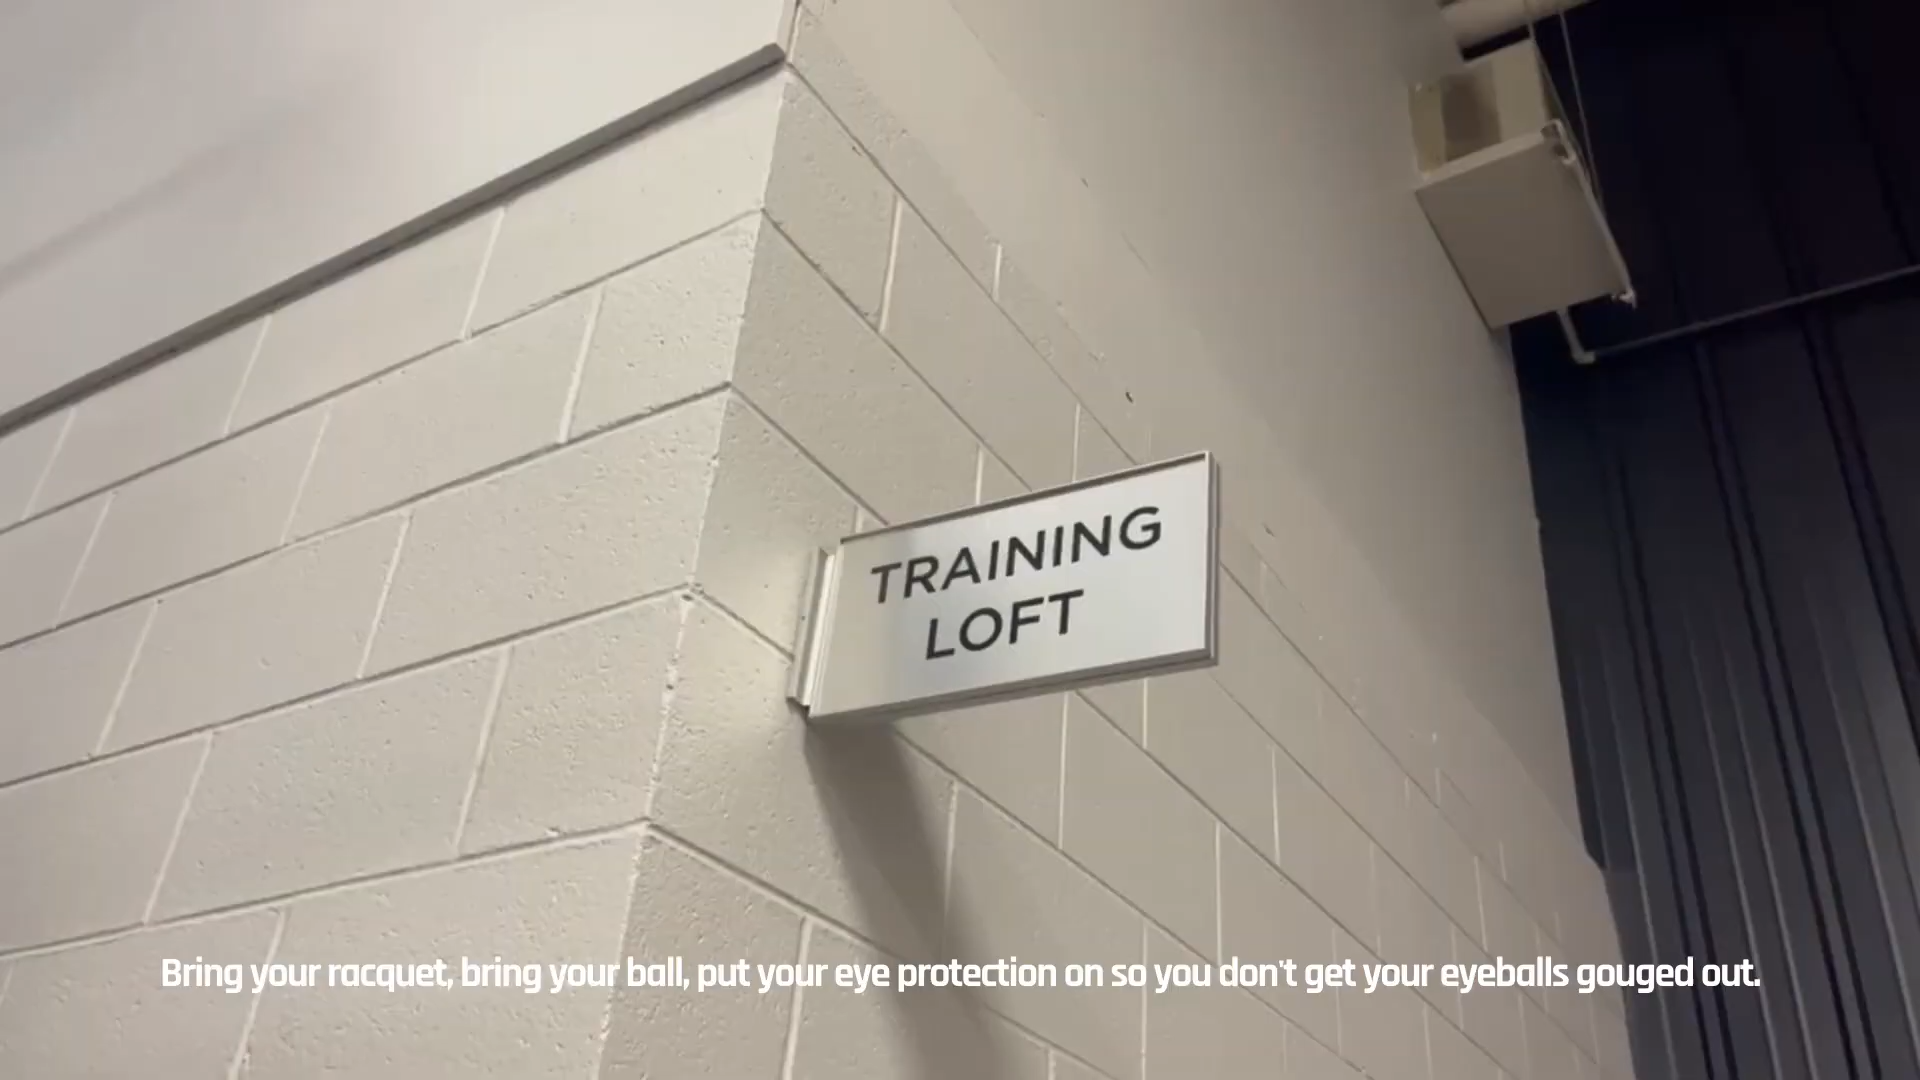 TRAINING
LOFT
Bring your racquet, bring your ball, put your eye protection on so you don't get your eyeballs gouged out.